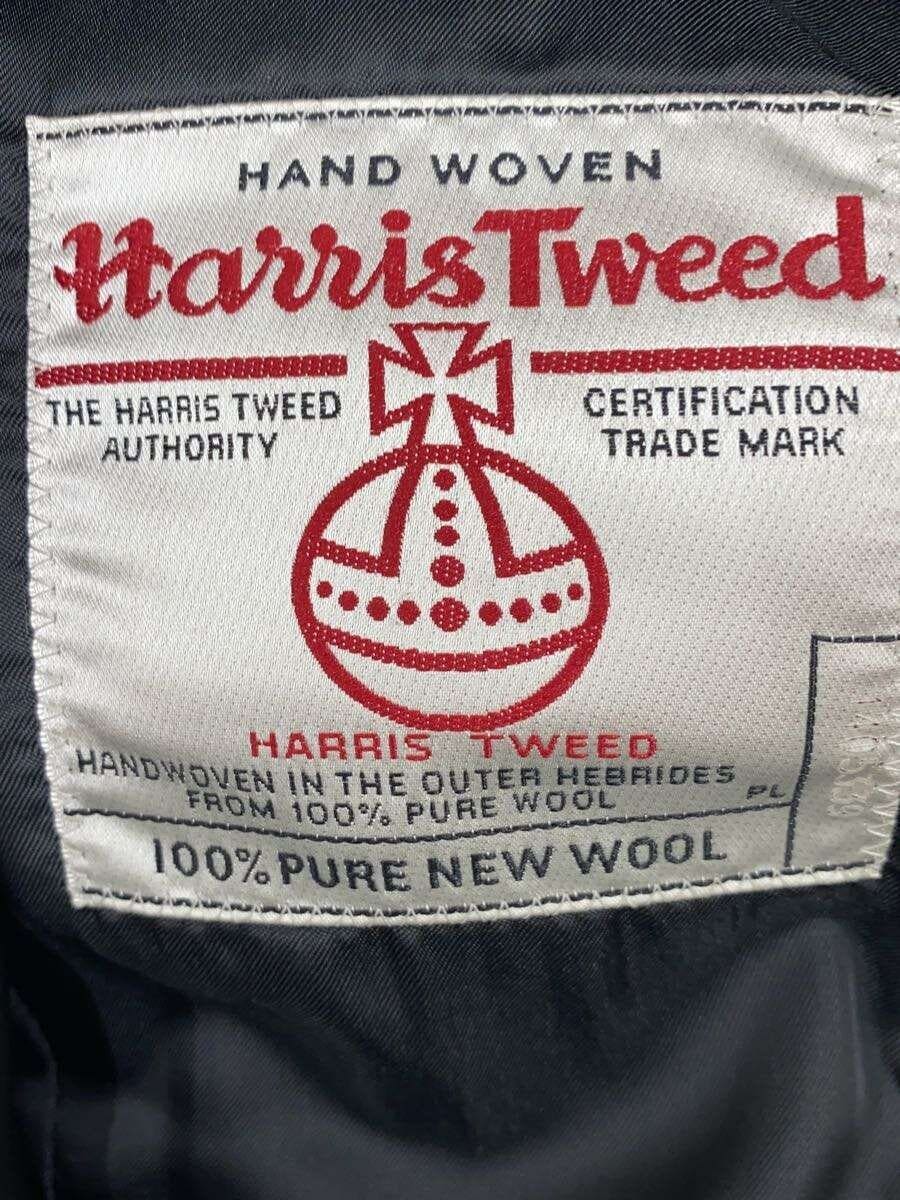 HAND WOVEN
Harris Tweed
THE HARRIS TWEED
AUTHORITY
CERTIFICATION
TRADE MARK
HARRIS TWEED
HANDWOVEN IN THE OUTER HEBRIDES
FROM 100% PURE WOOL
PL
100% PURE NEW WOOL